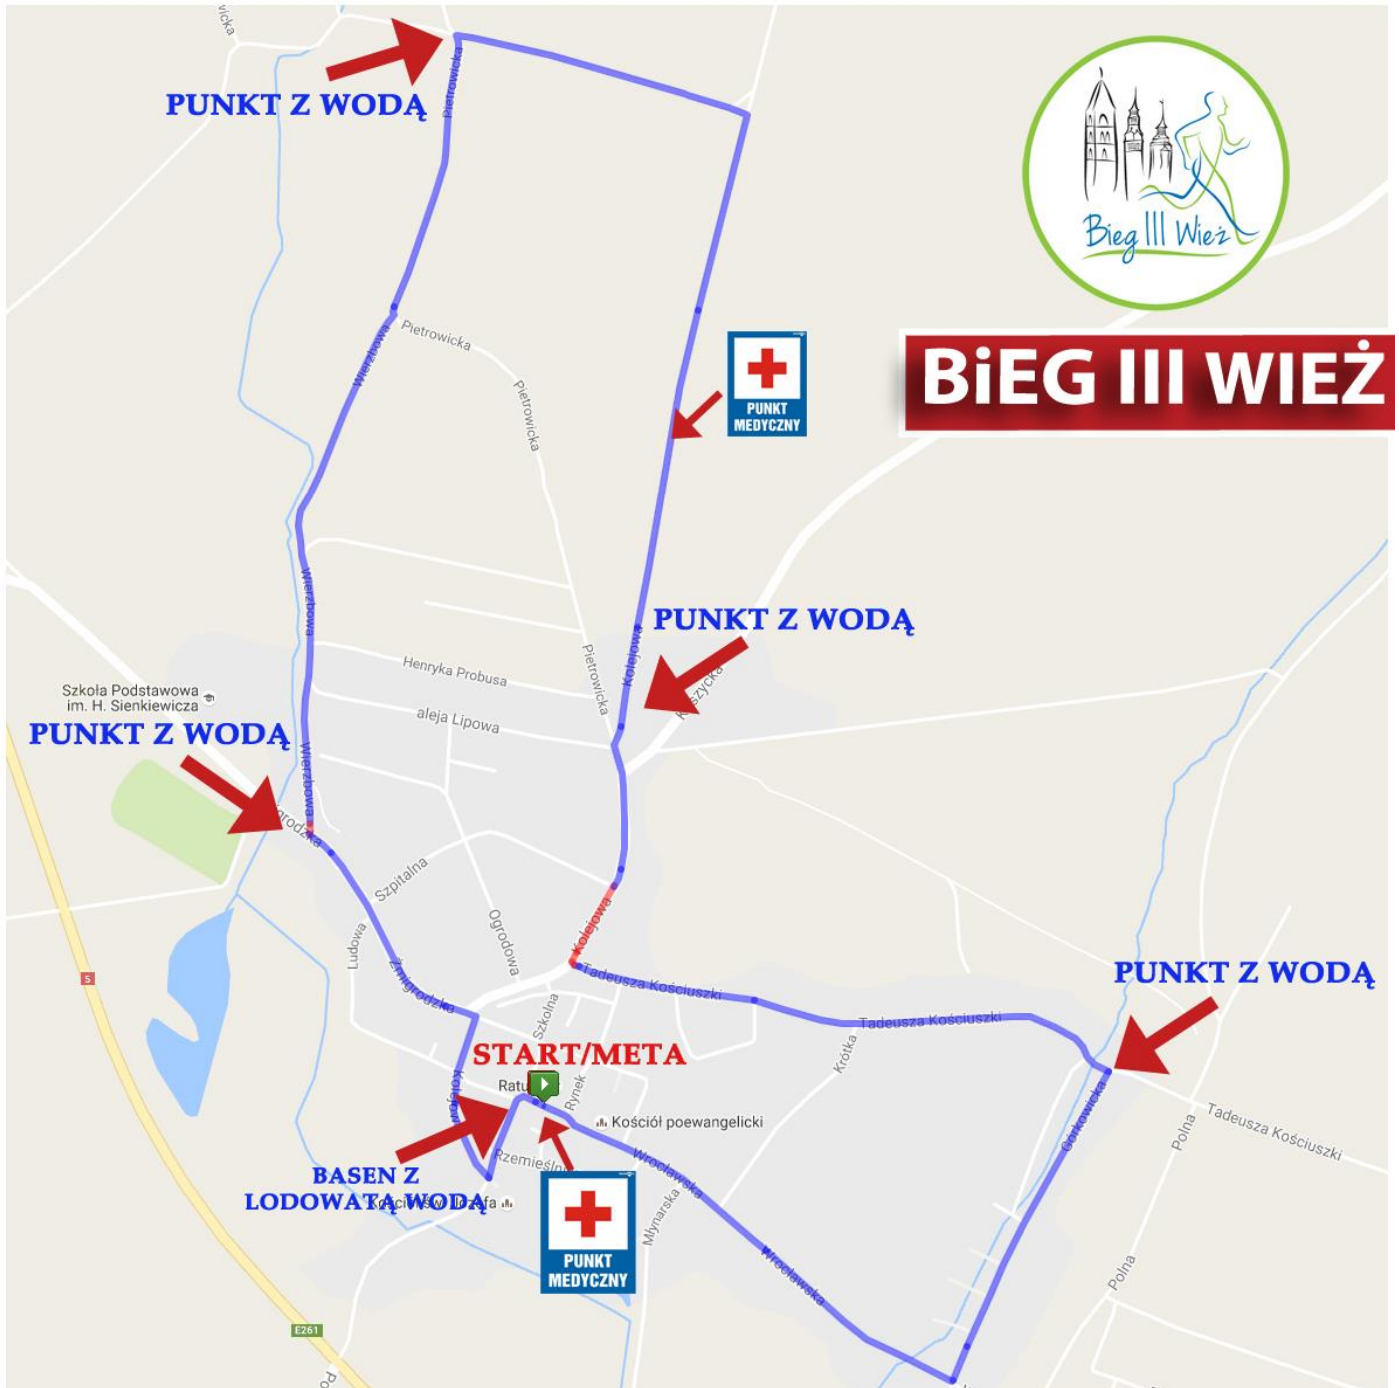 wicka
PUNKT Z WODĄ
Pietrowicka
Bieg III Wież
BiEG III WIEŻ
Pietrowicka
Wierzbowa
PUNKT
MEDYCZNY
Pietrowicka
Wierzbowa
PUNKT Z WODĄ
Kolejowa
Pietrowicka
Henryka Probusa
aleja Lipowa
Szkoła Podstawowa
im. H. Sienkiewicza
PUNKT Z WODĄ
Wierzbowa
Szpitalna
Ogrodowa
Ludowa
Kolejowa
Żmigrodzka
Tadeusza Kościuszki
Tadeusza Kościuszki
PUNKT Z WODĄ
5
Szkolna
Krótka
START/META
Rynek
Kościół poewangelicki
Górkowicka
Polna
Tadeusza Kościuszki
Wrocławska
BASEN Z
LODOWATĄ WODĄ
Młynarska
PUNKT
MEDYCZNY
Wrocławska
Polna
E261